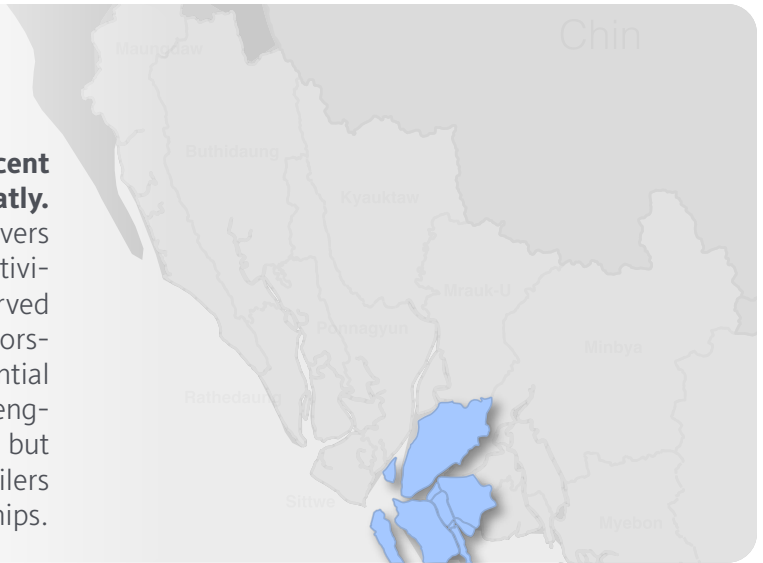 Chin
Maungdaw
cent
Buthidaung
atly.
Kyauktaw
vers
tivi-
Mrauk-U
rved
Ponnagyun
ors-
Minbya
ntial
Rathedaung
eng-
but
ilers
Sittwe
hips.
Myebon